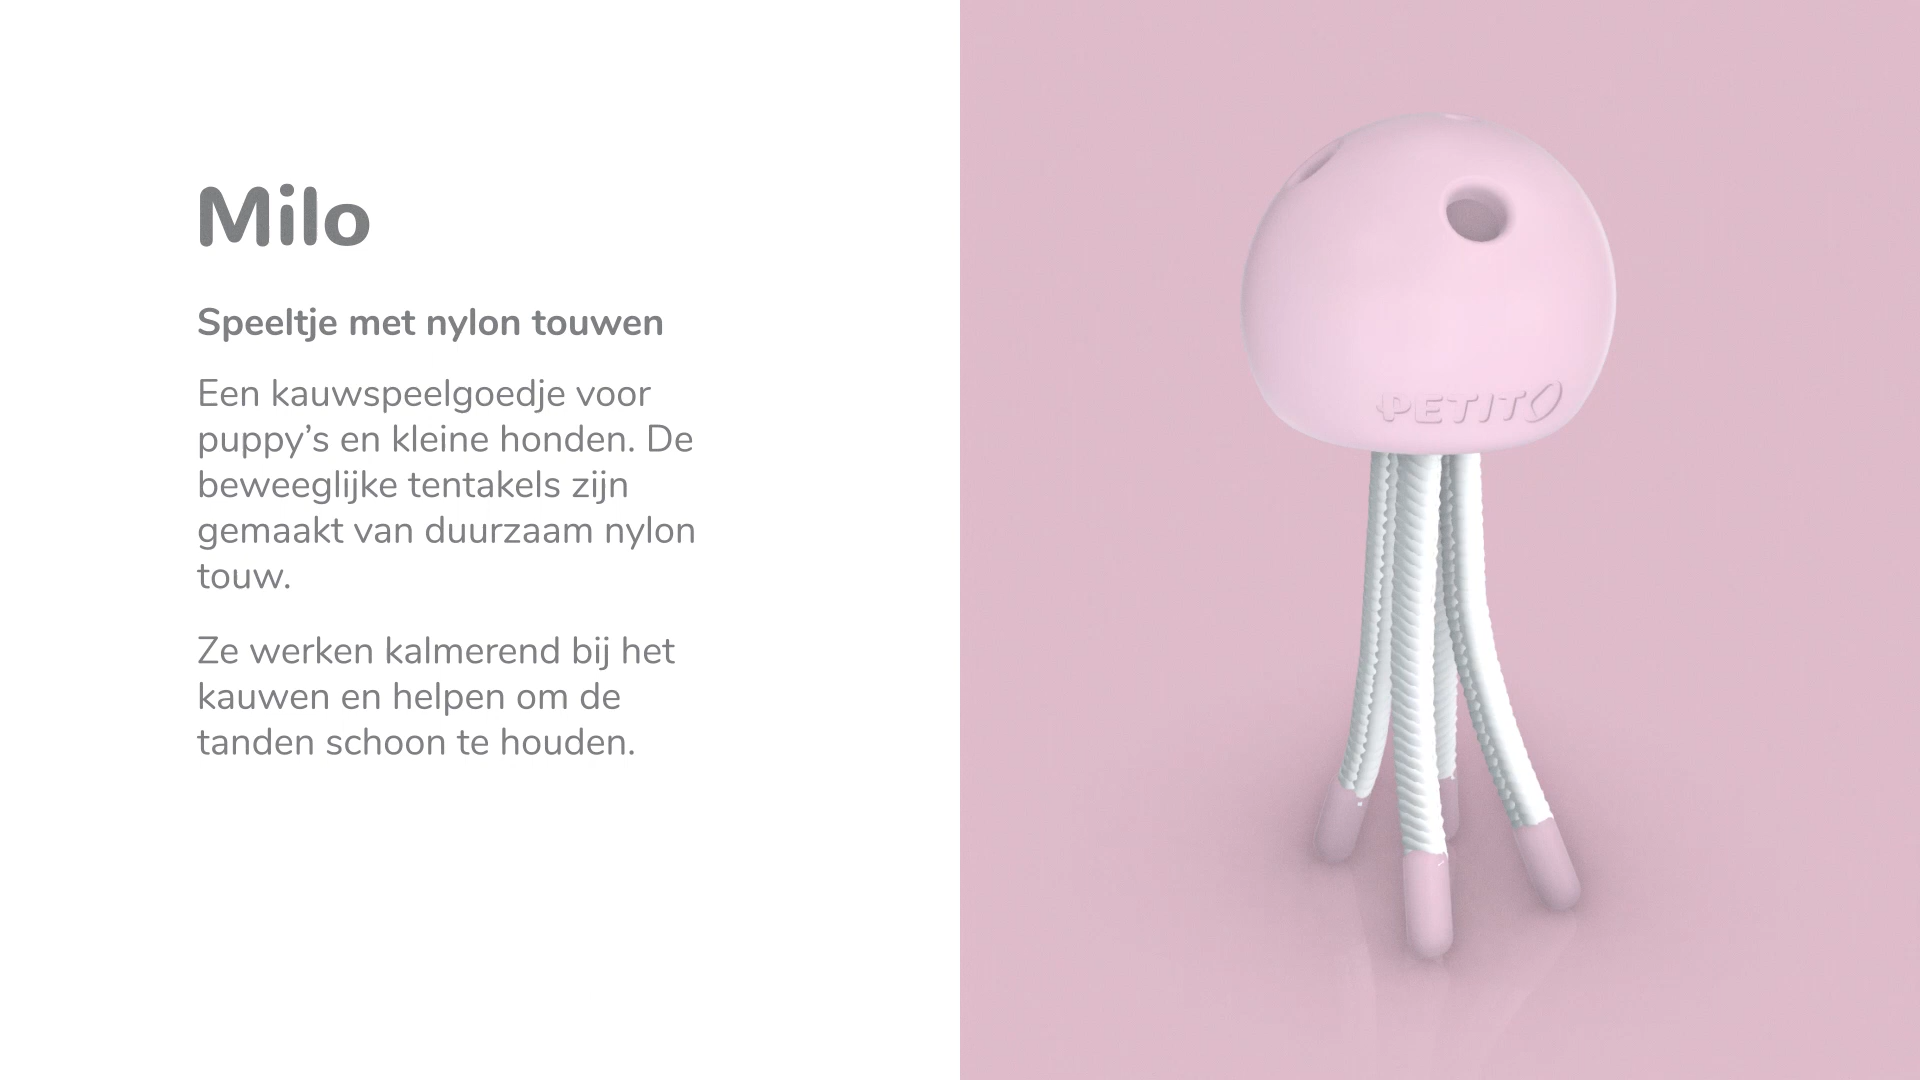 Milo
Speeltje met nylon touwen
Een kauwspeelgoedje voor
puppy’s en kleine honden. De
beweeglijke tentakels zijn
gemaakt van duurzaam nylon
touw.
Ze werken kalmerend bij het
kauwen en helpen om de
tanden schoon te houden.
PETITO